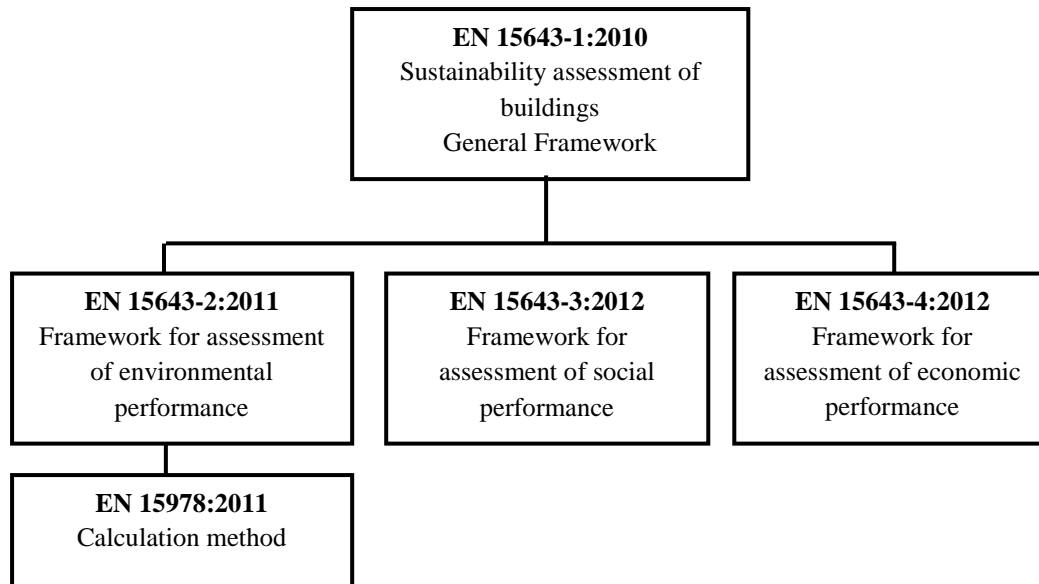 EN 15643-1:2010
Sustainability assessment of
buildings
General Framework
EN 15643-2:2011
Framework for assessment
of environmental
performance
EN 15643-3:2012
Framework for
assessment of social
performance
EN 15643-4:2012
Framework for
assessment of economic
performance
EN 15978:2011
Calculation method